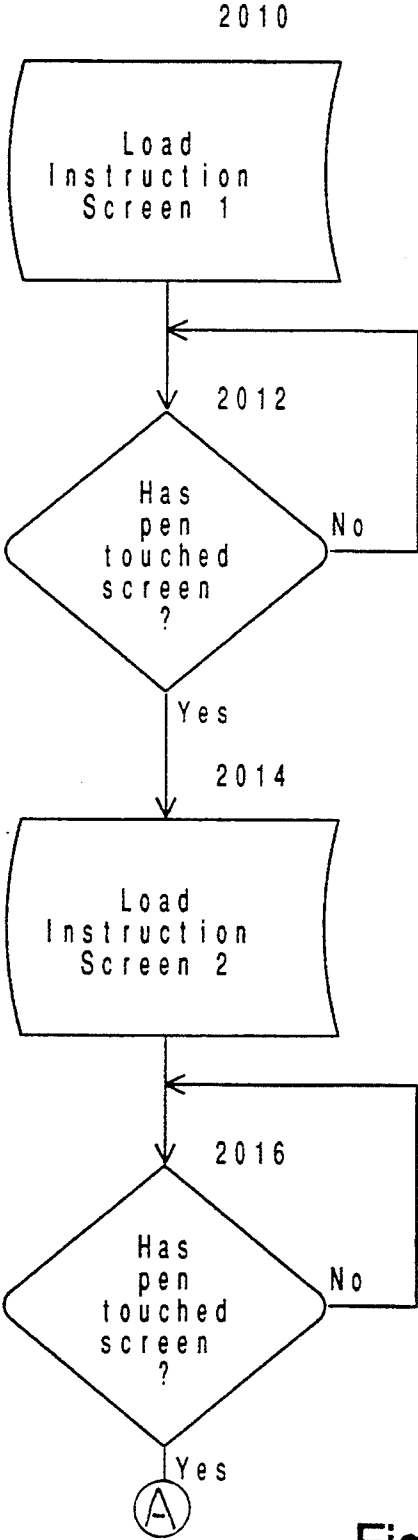 2010
Load
Instruction
Screen 1
2012
Has
pen
touched
screen
?
No
Yes
2014
Load
Instruction
Screen 2
2016
Has
pen
touched
screen
?
No
Yes
A